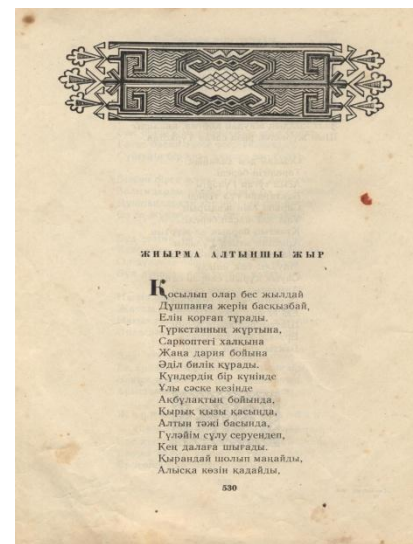 ЖИЫРМА АЛТЫНШЫ ЖЫР
Қосылып олар бес жылдай
Дұшпанға жерін басқызбай,
Елін қорғап тұрады.
Түркстанның жұртына,
Саркоптегі халқына
Жаңа дария бойына
Әділ билік құрады.
Күндердің бір күнінде
Ұлы сәске кезінде
Ақбұлақтың бойында,
Қырық қызы қасында,
Алтын тәжі басында,
Гүләйім сұлу серуендеп,
Кең далаға шығады.
Қырандай шолып маңайды,
Алысқа көзін қадайды,
530